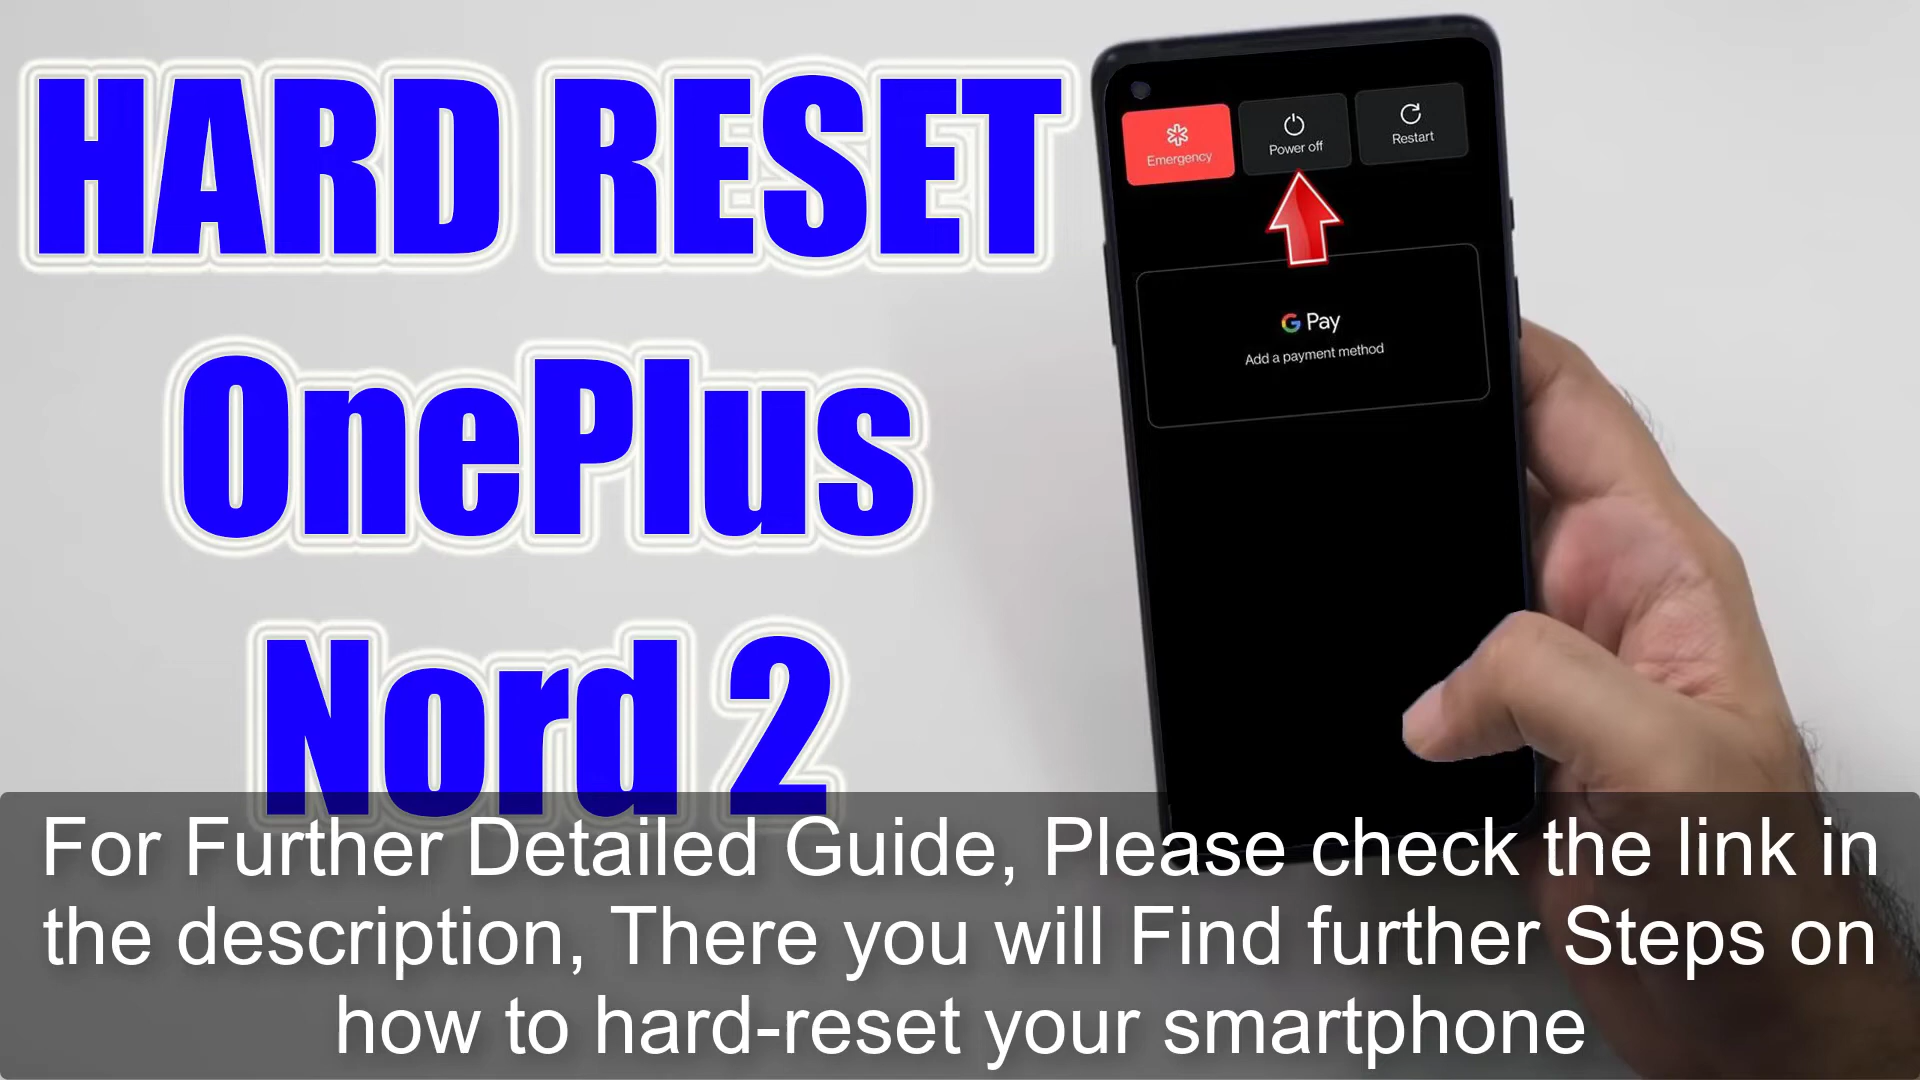 HARD RESET
OnePlus
Nord 2
Emergency
Power off
Restart
G Pay
Add a payment method
For Further Detailed Guide, Please check the link in
the description, There you will Find further Steps on
how to hard-reset your smartphone